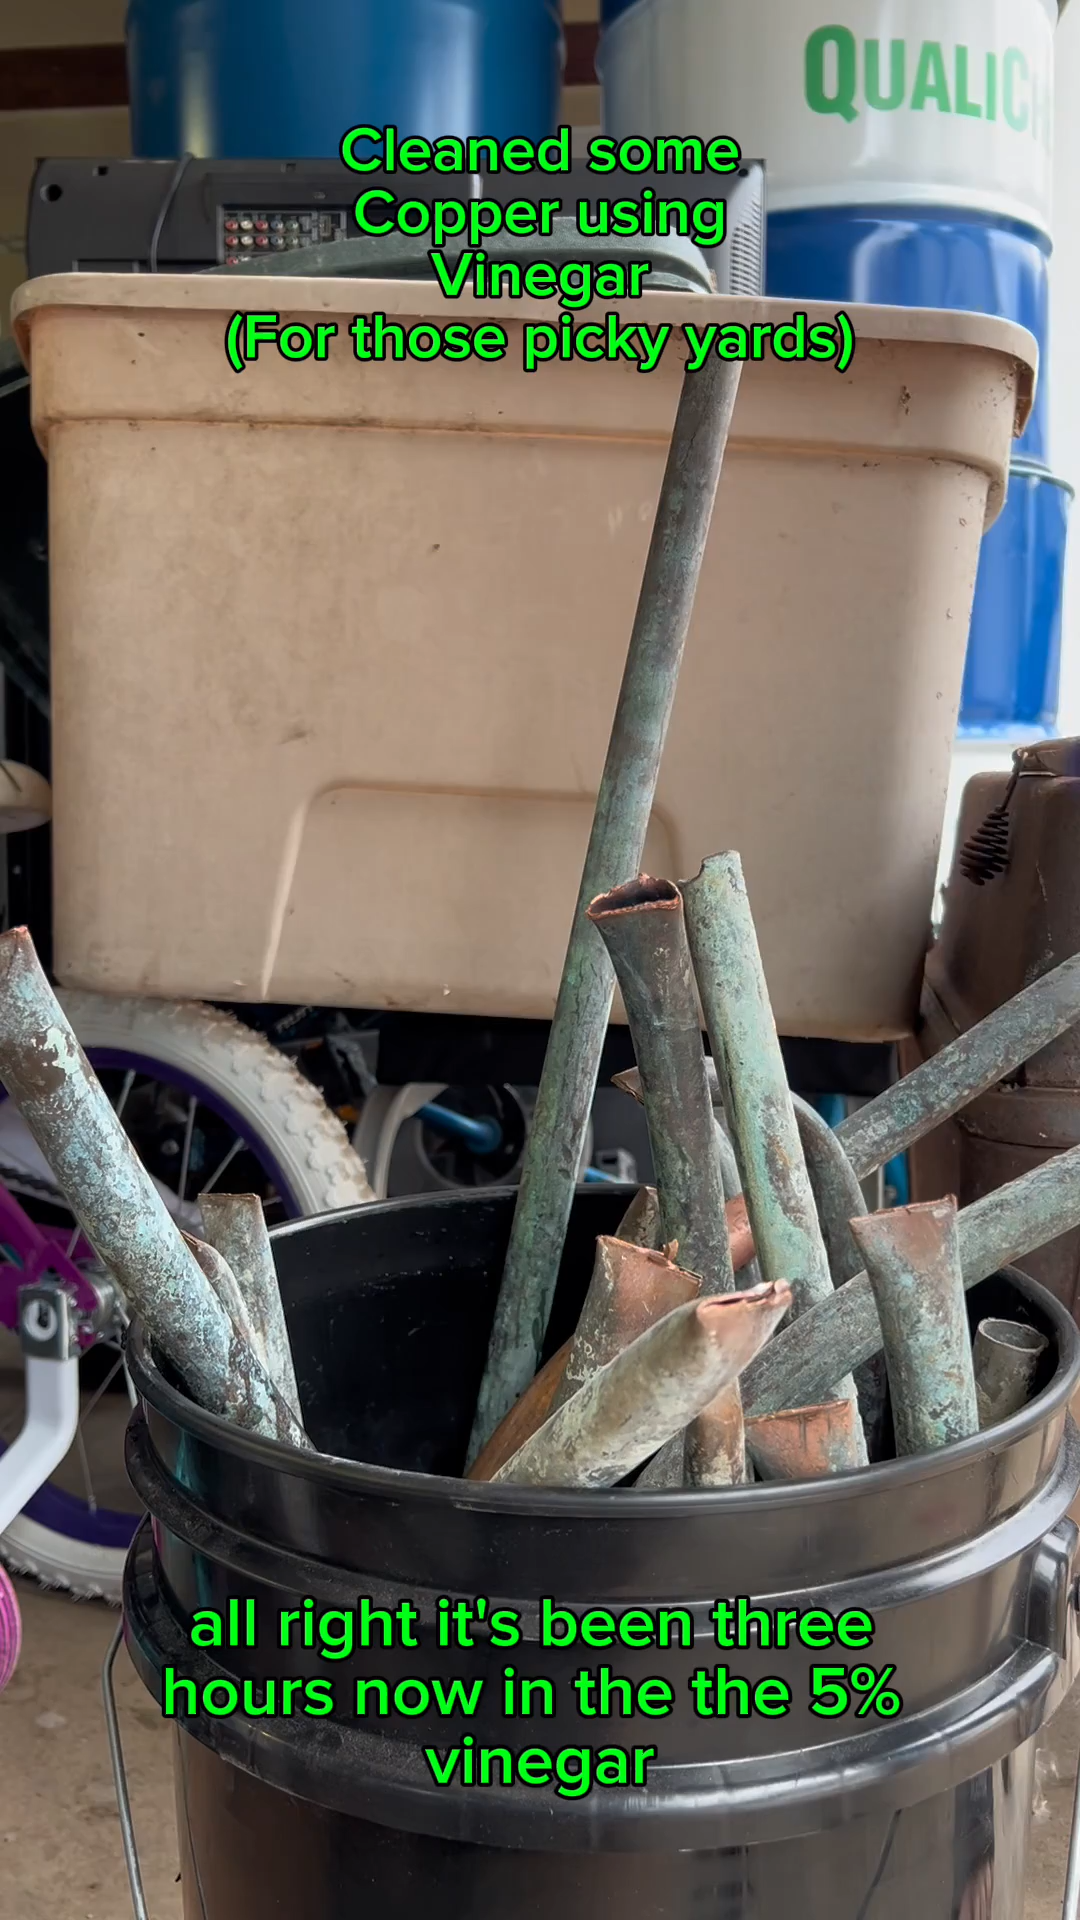 QUALICH
Cleaned some
Copper using
Vinegar
(For those picky yards)
all right it's been three
hours now in the the 5%
vinegar